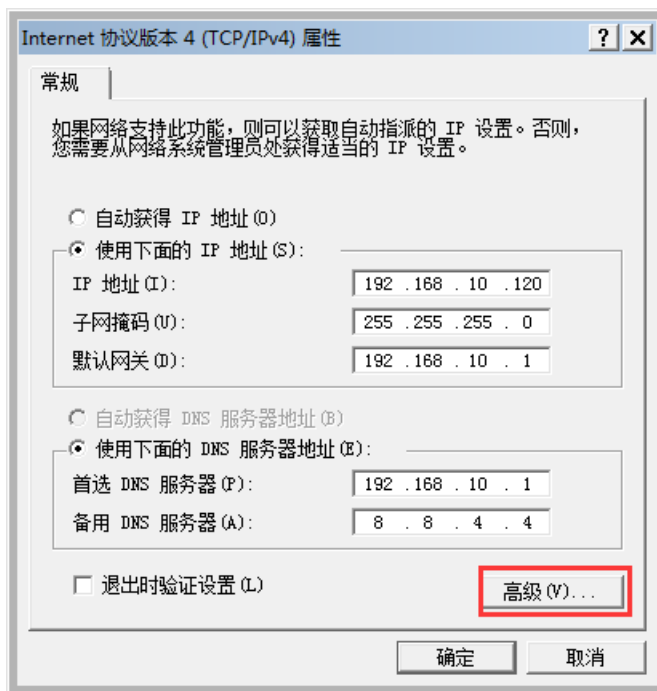 Internet 协议版本 4 (TCP/IPv4) 属性
常规
如果网络支持此功能，则可以获取自动指派的 IP 设置。否则，
您需要从网络系统管理员处获得适当的 IP 设置。
自动获得 IP 地址(O)
使用下面的 IP 地址(S):
IP 地址(I): 192 .168 . 10 .120
子网掩码(U): 255 .255 .255 . 0
默认网关(D): 192 .168 . 10 . 1
自动获得 DNS 服务器地址(B)
使用下面的 DNS 服务器地址(E):
首选 DNS 服务器(P): 192 .168 . 10 . 1
备用 DNS 服务器(A): 8 . 8 . 4 . 4
退出时验证设置(L)
高级(V)...
确定 取消